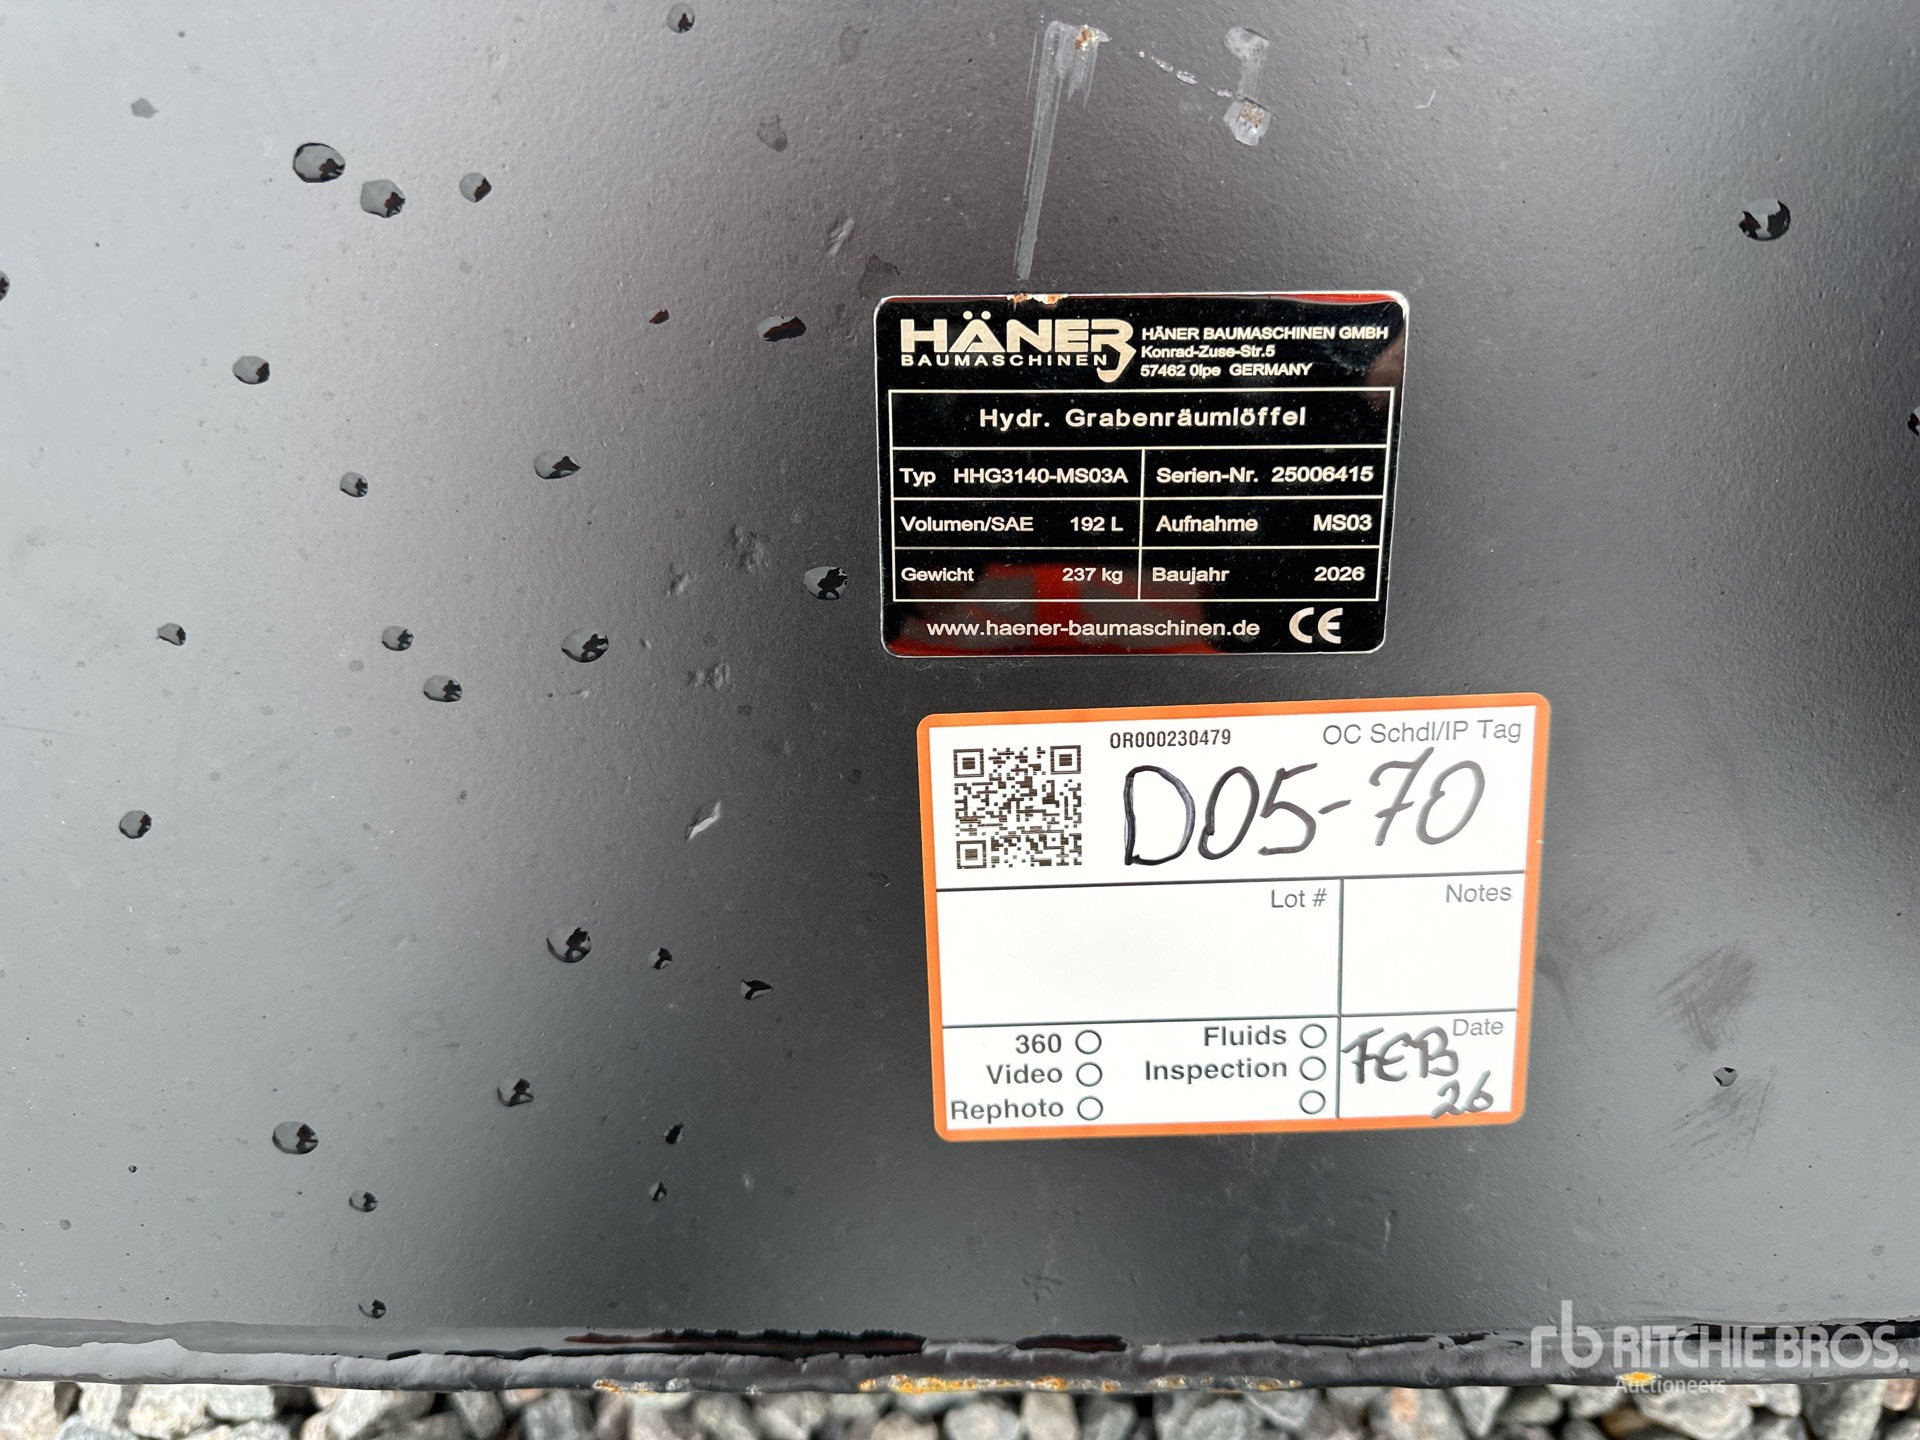 HÄNER
BAUMASCHINEN
HÄNER BAUMASCHINEN GMBH
Konrad-Zuse-Str.5
57462 Olpe GERMANY
Hydr. Grabenräumlöffel
Typ HHG3140-MS03A
Serien-Nr. 25006415
Volumen/SAE 192 L
Aufnahme MS03
Gewicht 237 kg
Baujahr 2026
www.haener-baumaschinen.de CE
OR000230479
OC Schdl/IP Tag
D05-70
Lot #
Notes
360
Video
Rephoto
Fluids
Inspection
Date
FEB
26
rb RITCHIE BROS.
Auctioneers